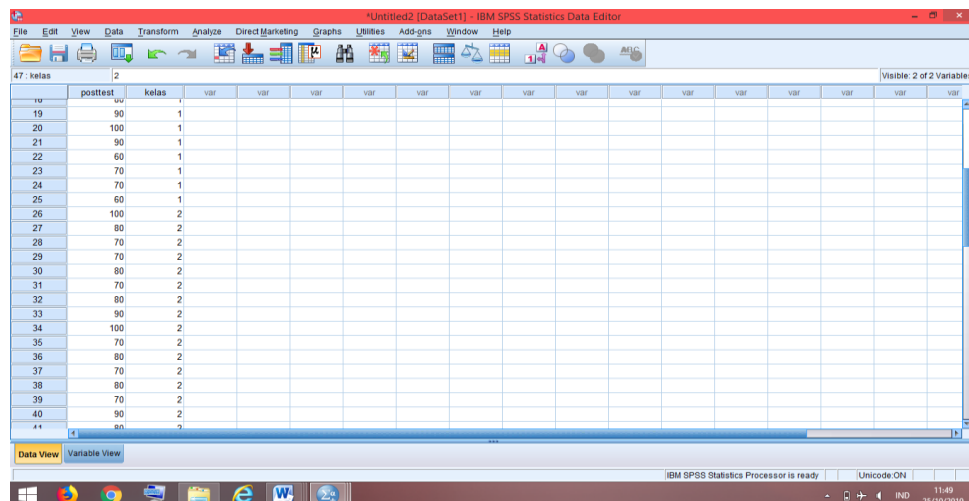 *Untitled2 [DataSet1] - IBM SPSS Statistics Data Editor
File Edit View Data Transform Analyze Direct Marketing Graphs Utilities Add-ons Window Help
47 : kelas 2 Visible: 2 of 2 Variables
posttest kelas var var var var var var var var var var var var var var
19 90 1
20 100 1
21 90 1
22 60 1
23 70 1
24 70 1
25 60 1
26 100 2
27 80 2
28 70 2
29 70 2
30 80 2
31 70 2
32 80 2
33 90 2
34 100 2
35 70 2
36 80 2
37 70 2
38 80 2
39 70 2
40 90 2
Data View Variable View
IBM SPSS Statistics Processor is ready Unicode:ON
IND 11:49